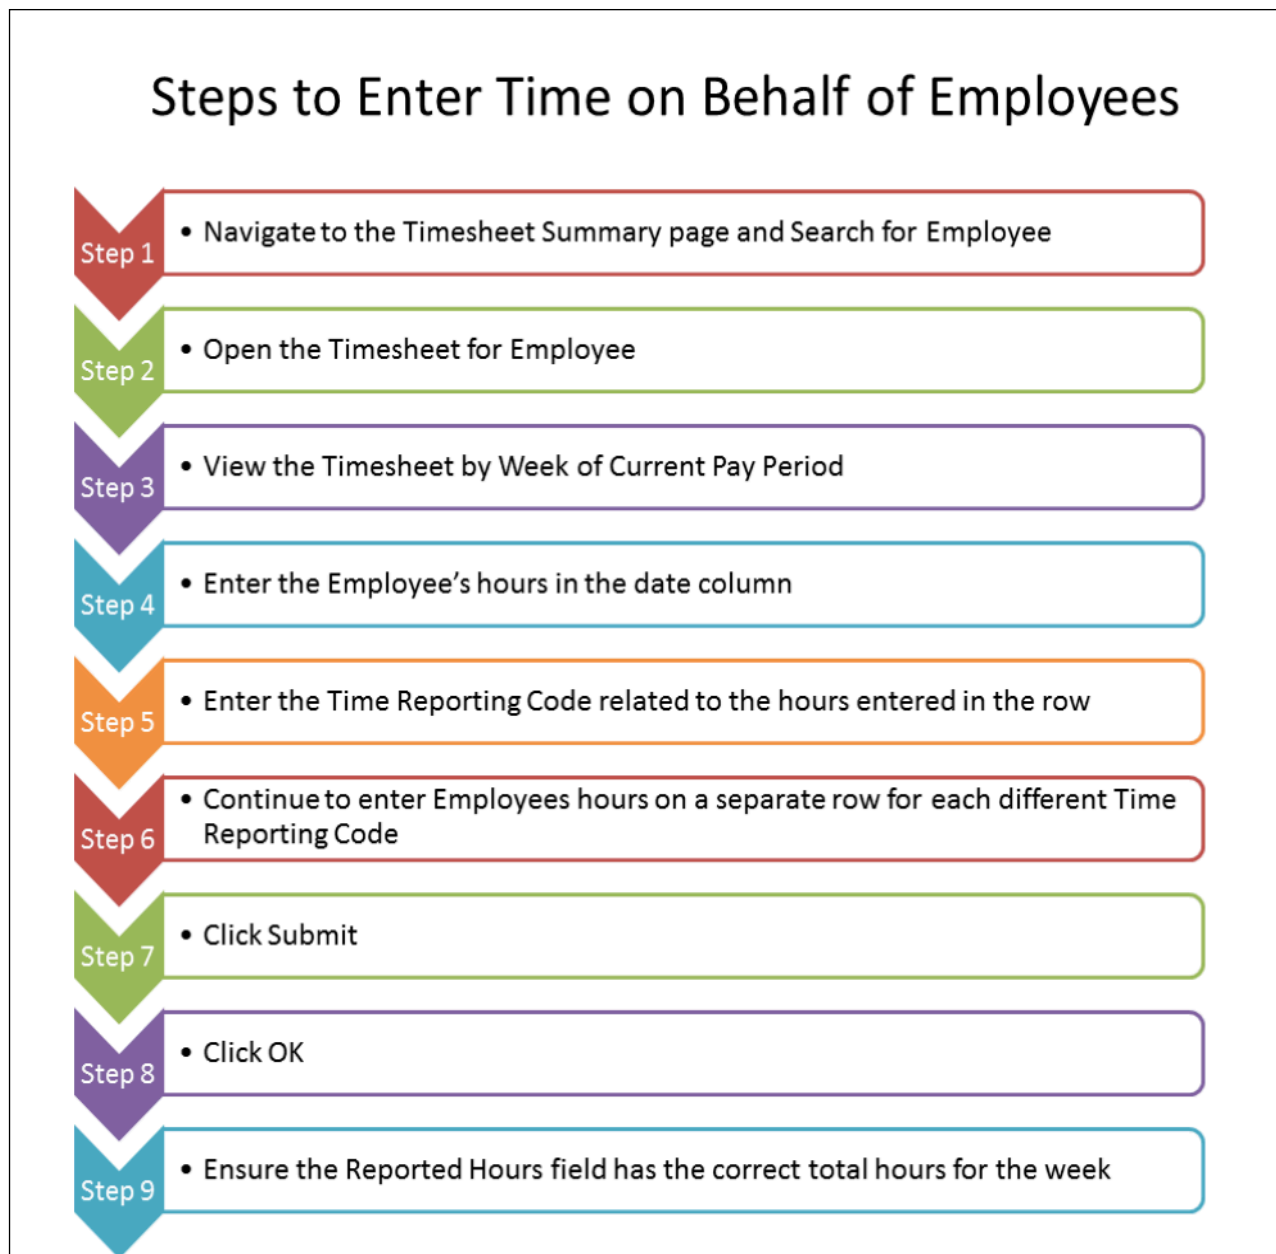 Steps to Enter Time on Behalf of Employees
Step 1
• Navigate to the Timesheet Summary page and Search for Employee
Step 2
• Open the Timesheet for Employee
Step 3
• View the Timesheet by Week of Current Pay Period
Step 4
• Enter the Employee’s hours in the date column
Step 5
• Enter the Time Reporting Code related to the hours entered in the row
Step 6
• Continue to enter Employees hours on a separate row for each different Time
Reporting Code
Step 7
• Click Submit
Step 8
• Click OK
Step 9
• Ensure the Reported Hours field has the correct total hours for the week